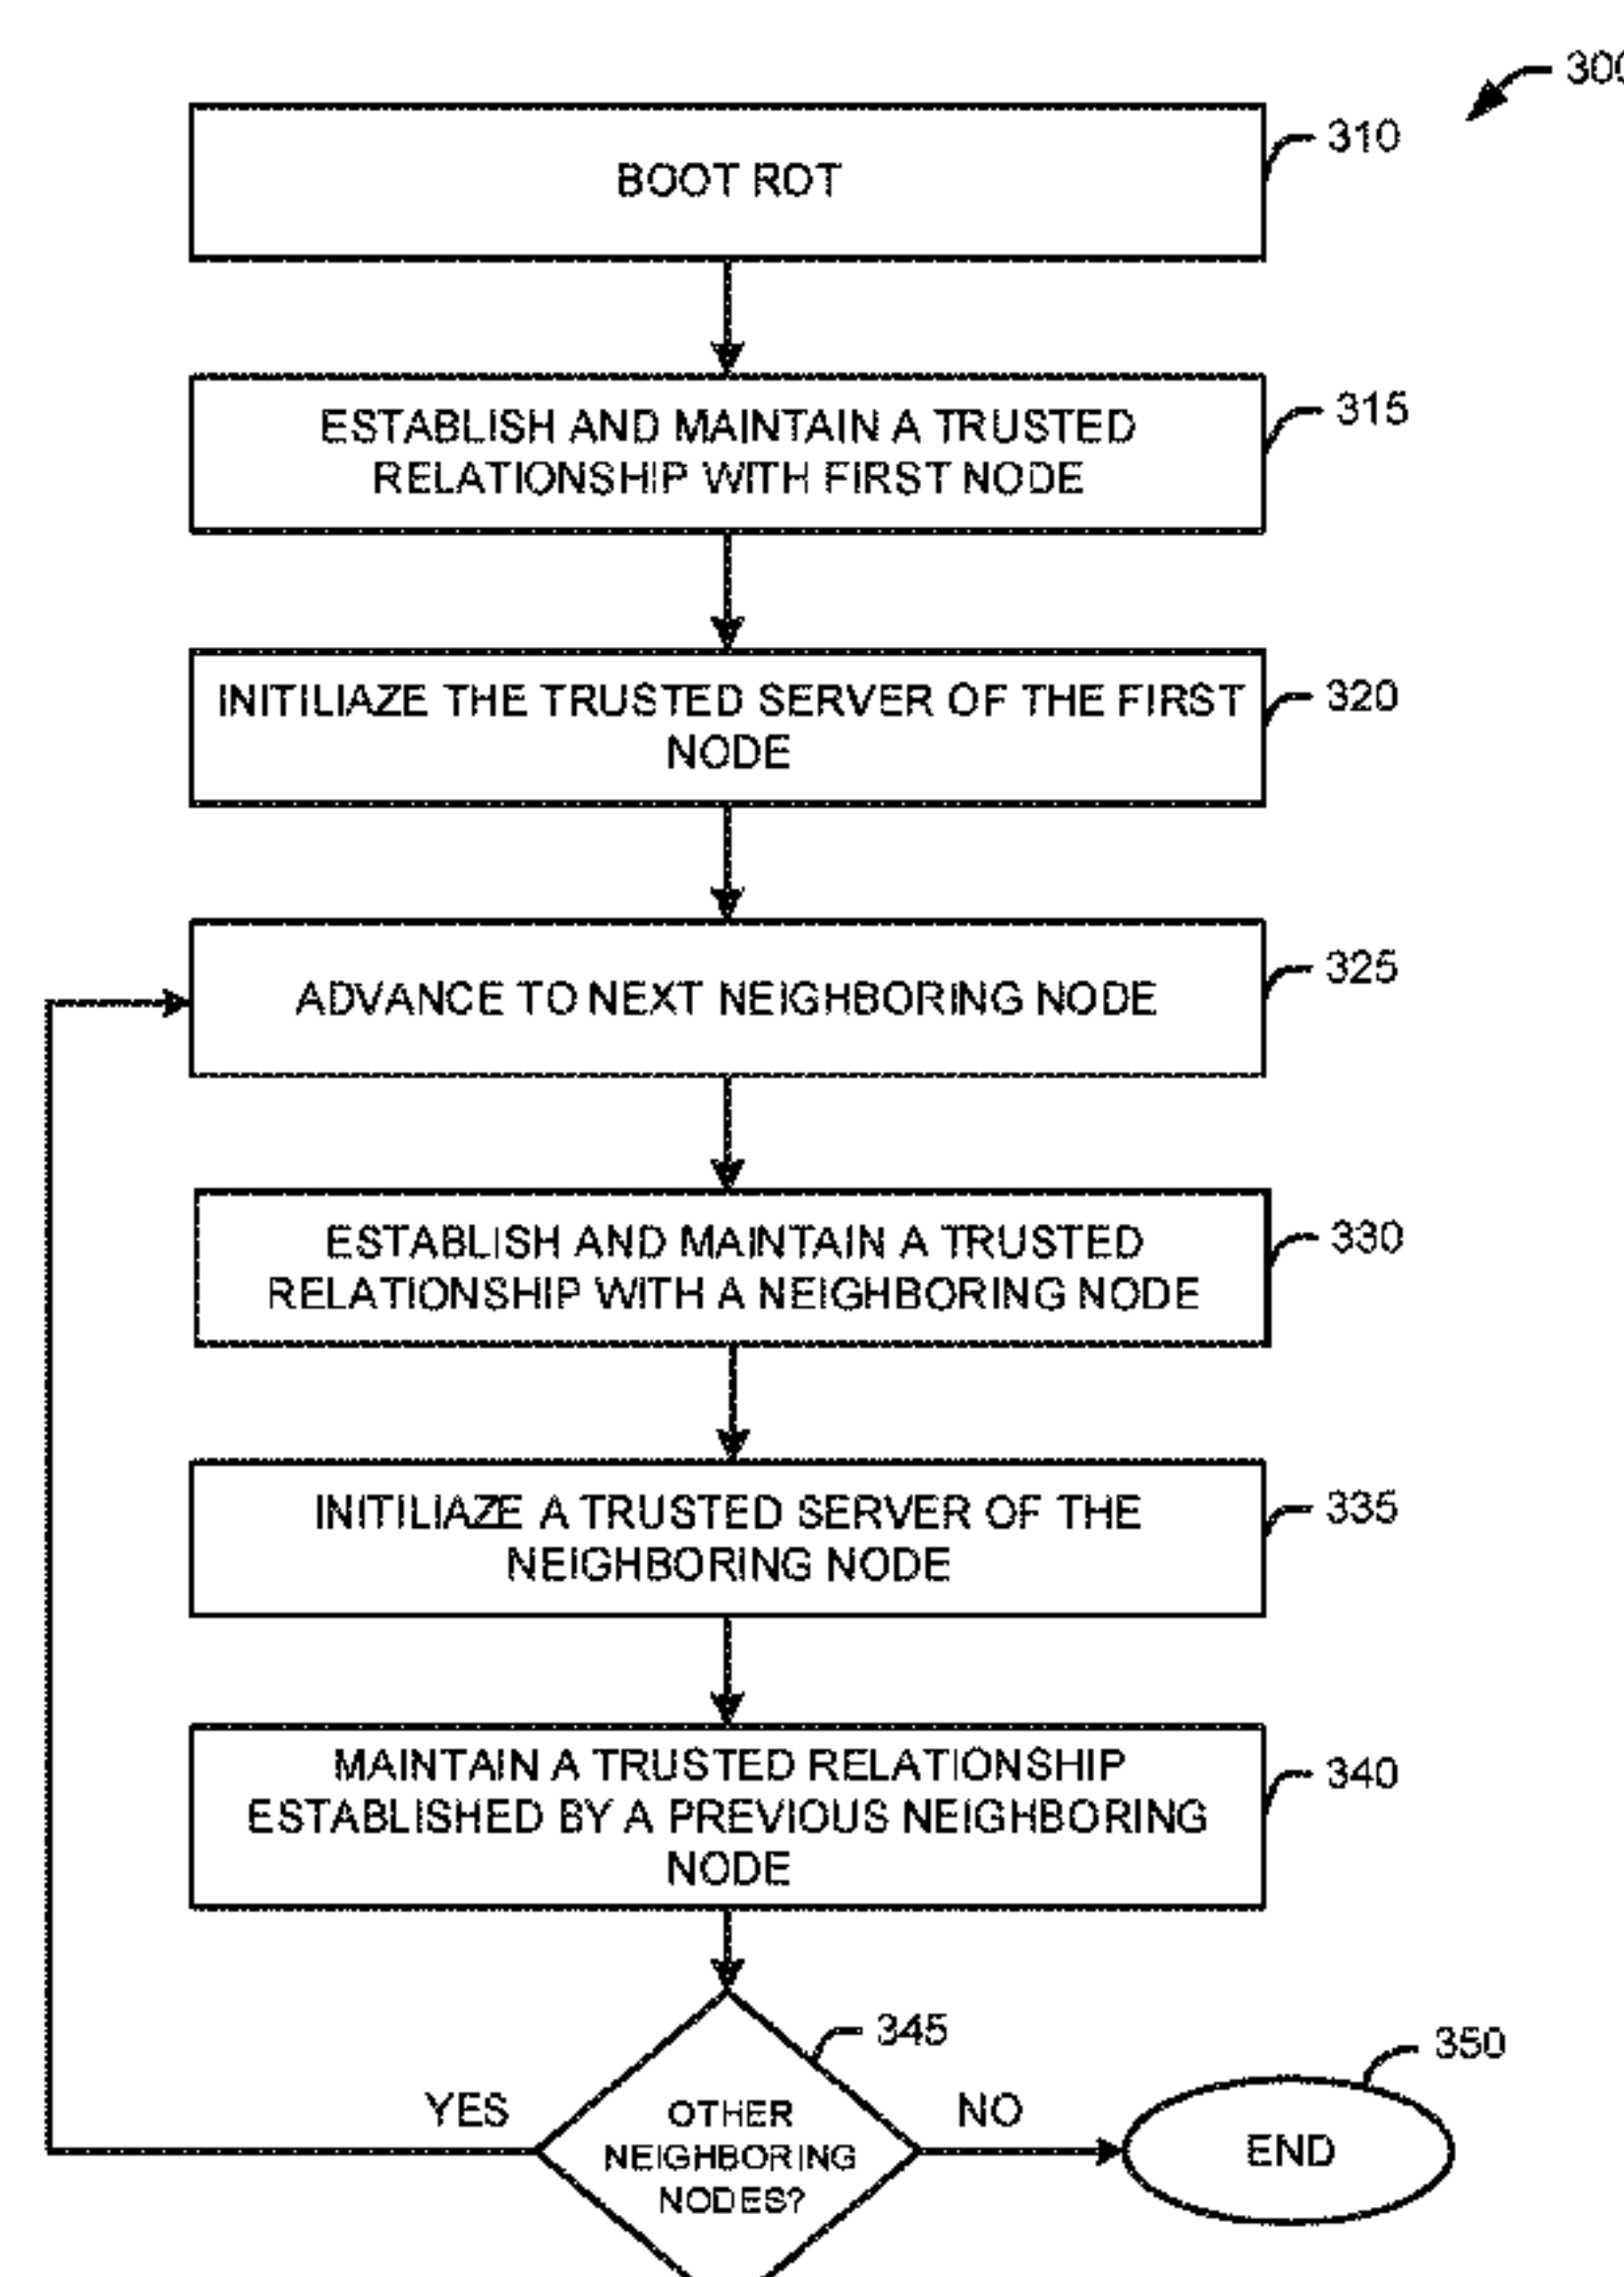 300
BOOT ROT
310
ESTABLISH AND MAINTAIN A TRUSTED
RELATIONSHIP WITH FIRST NODE
315
INITILIAZE THE TRUSTED SERVER OF THE FIRST
NODE
320
ADVANCE TO NEXT NEIGHBORING NODE
325
ESTABLISH AND MAINTAIN A TRUSTED
RELATIONSHIP WITH A NEIGHBORING NODE
330
INITILIAZE A TRUSTED SERVER OF THE
NEIGHBORING NODE
335
MAINTAIN A TRUSTED RELATIONSHIP
ESTABLISHED BY A PREVIOUS NEIGHBORING
NODE
340
345
350
YES
OTHER
NEIGHBORING
NODES?
NO
END